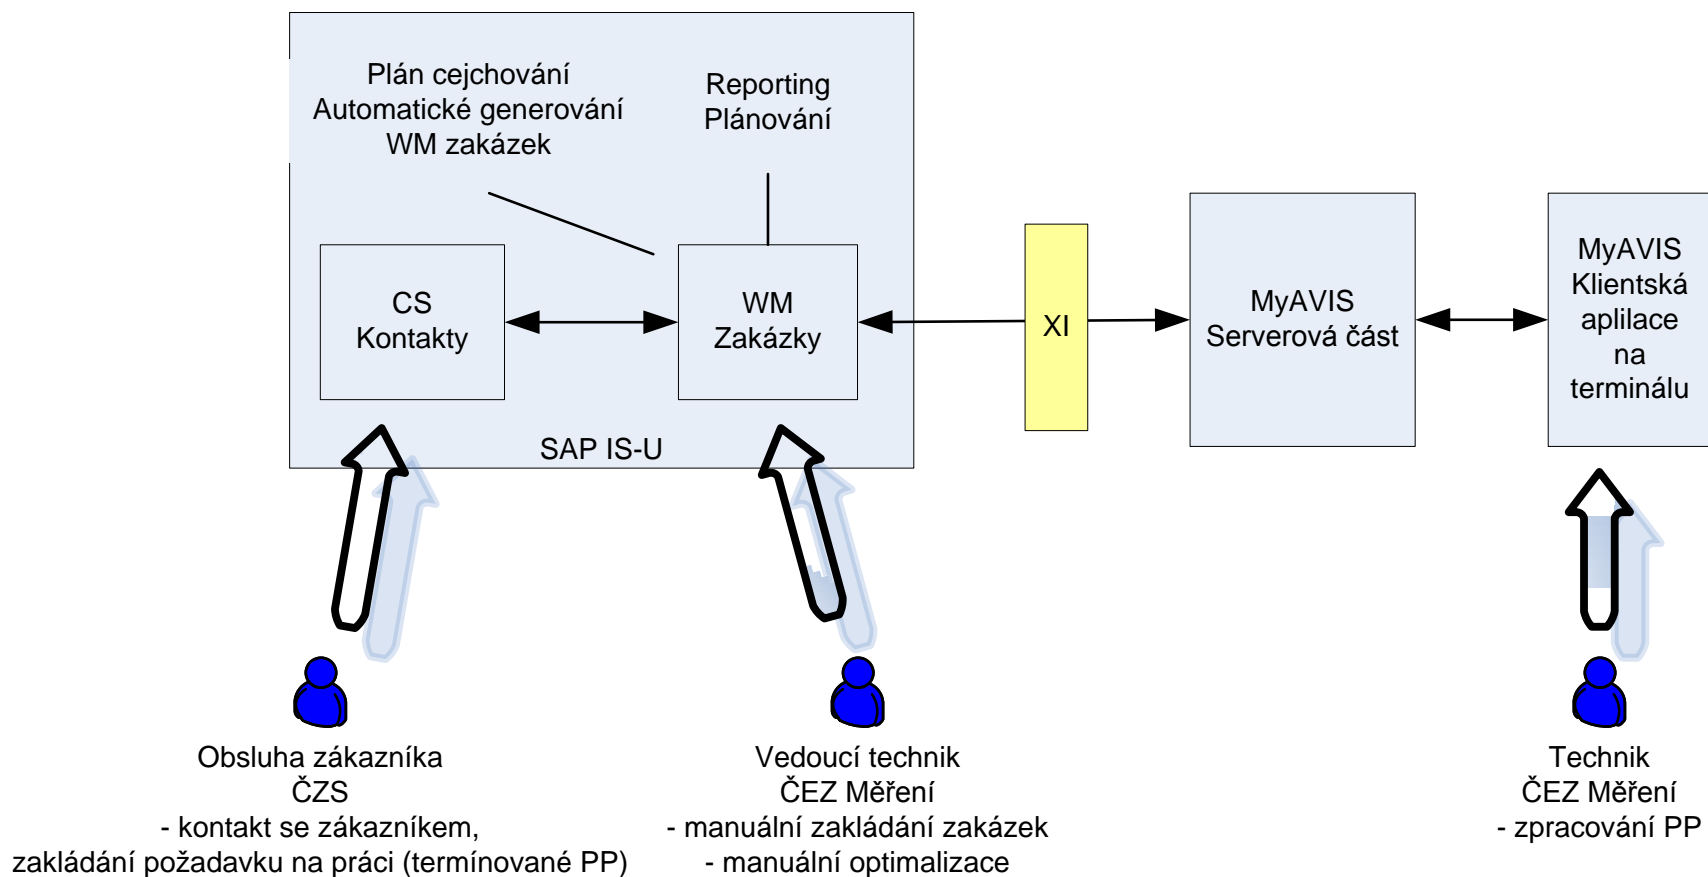 Plán cejchování
Automatické generování
WM zakázek
Reporting
Plánování
CS
Kontakty
WM
Zakázky
XI
MyAVIS
Serverová část
MyAVIS
Klientská
aplilace
na
terminálu
SAP IS-U
Obsluha zákazníka
ČZS
- kontakt se zákazníkem,
zakládání požadavku na práci (termínované PP)
Vedoucí technik
ČEZ Měření
- manuální zakládání zakázek
- manuální optimalizace
Technik
ČEZ Měření
- zpracování PP